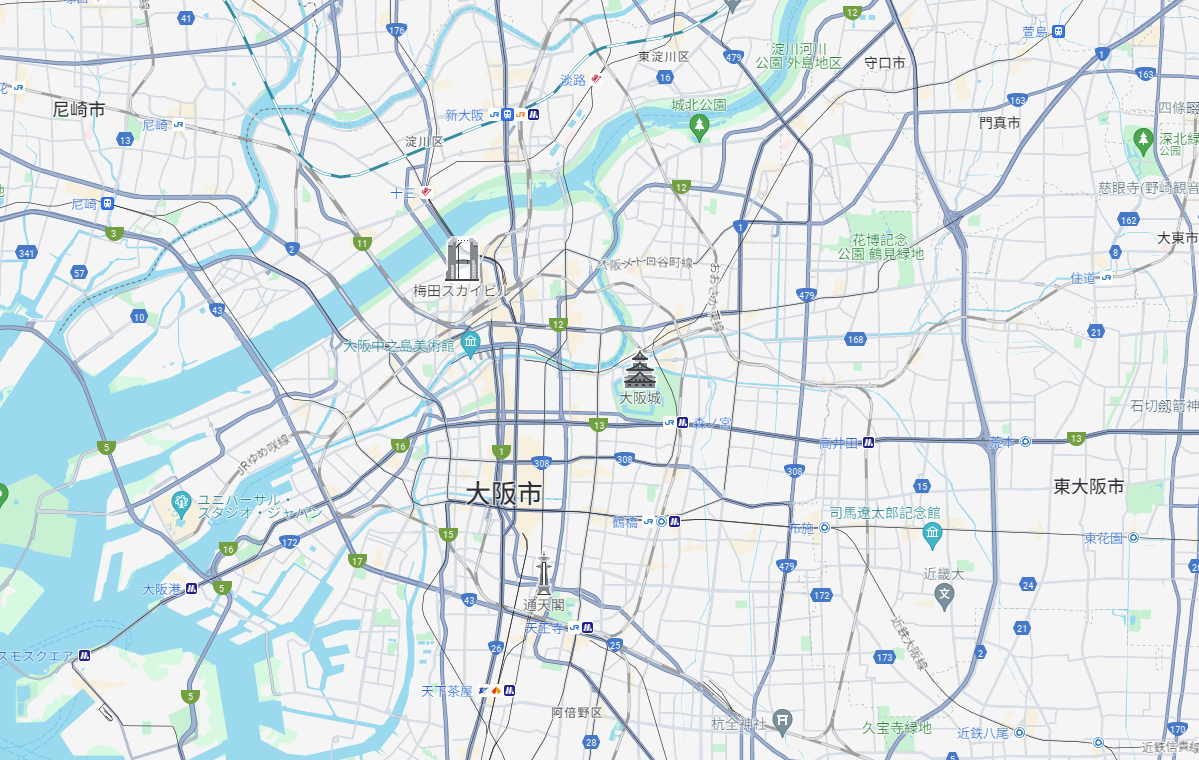 41
176
479
12
淀川河川
公園 外島地区
萱島
1
163
東淀川区
守口市
16
淡路
城北公園
163
四條畷
尼崎市
新大阪
門真市
尼崎
13
淀川区
深北緑
公園
十三
12
慈眼寺(野崎観音
尼崎
162
3
11
2
1
花博記念
公園 鶴見緑地
大東市
341
8
57
大阪メトロ谷町線
おおさか東線
住道
梅田スカイビル
479
43
10
12
21
大阪中之島美術館
168
大阪城
石切劔箭神
13
森ノ宮
5
16
高井田
荒本
13
1
308
308
308
JRゆめ咲線
大阪市
15
東大阪市
ユニバーサル・
スタジオ・ジャパン
司馬遼太郎記念館
鶴橋
布施
15
172
東花園
16
17
479
近畿大
24
大阪港
5
43
通天閣
172
天王寺
21
25
26
近鉄大阪線
2
173
コスモスクエア
5
天下茶屋
阿倍野区
杭全神社
久宝寺緑地
近鉄八尾
170
28
近鉄信貴線
5